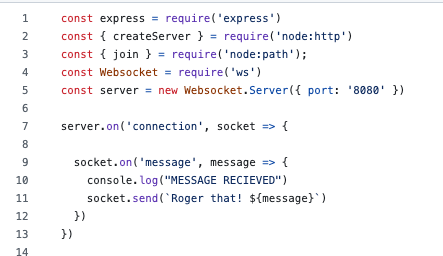 1 const express = require('express')
2 const { createServer } = require('node:http')
3 const { join } = require('node:path');
4 const Websocket = require('ws')
5 const server = new Websocket.Server({ port: '8080' })
6
7 server.on('connection', socket => {
8
9   socket.on('message', message => {
10     console.log("MESSAGE RECIEVED")
11     socket.send(`Roger that! ${message}`)
12   })
13 })
14